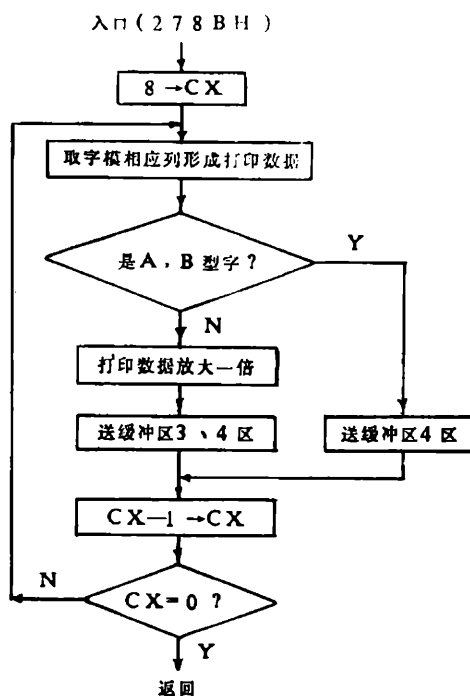 入口(278BH)
8→CX
取字模相应列形成打印数据
是A,B型字?
Y
N
打印数据放大一倍
送缓冲区3、4区
送缓冲区4区
CX—1→CX
N
CX=0?
Y
返回